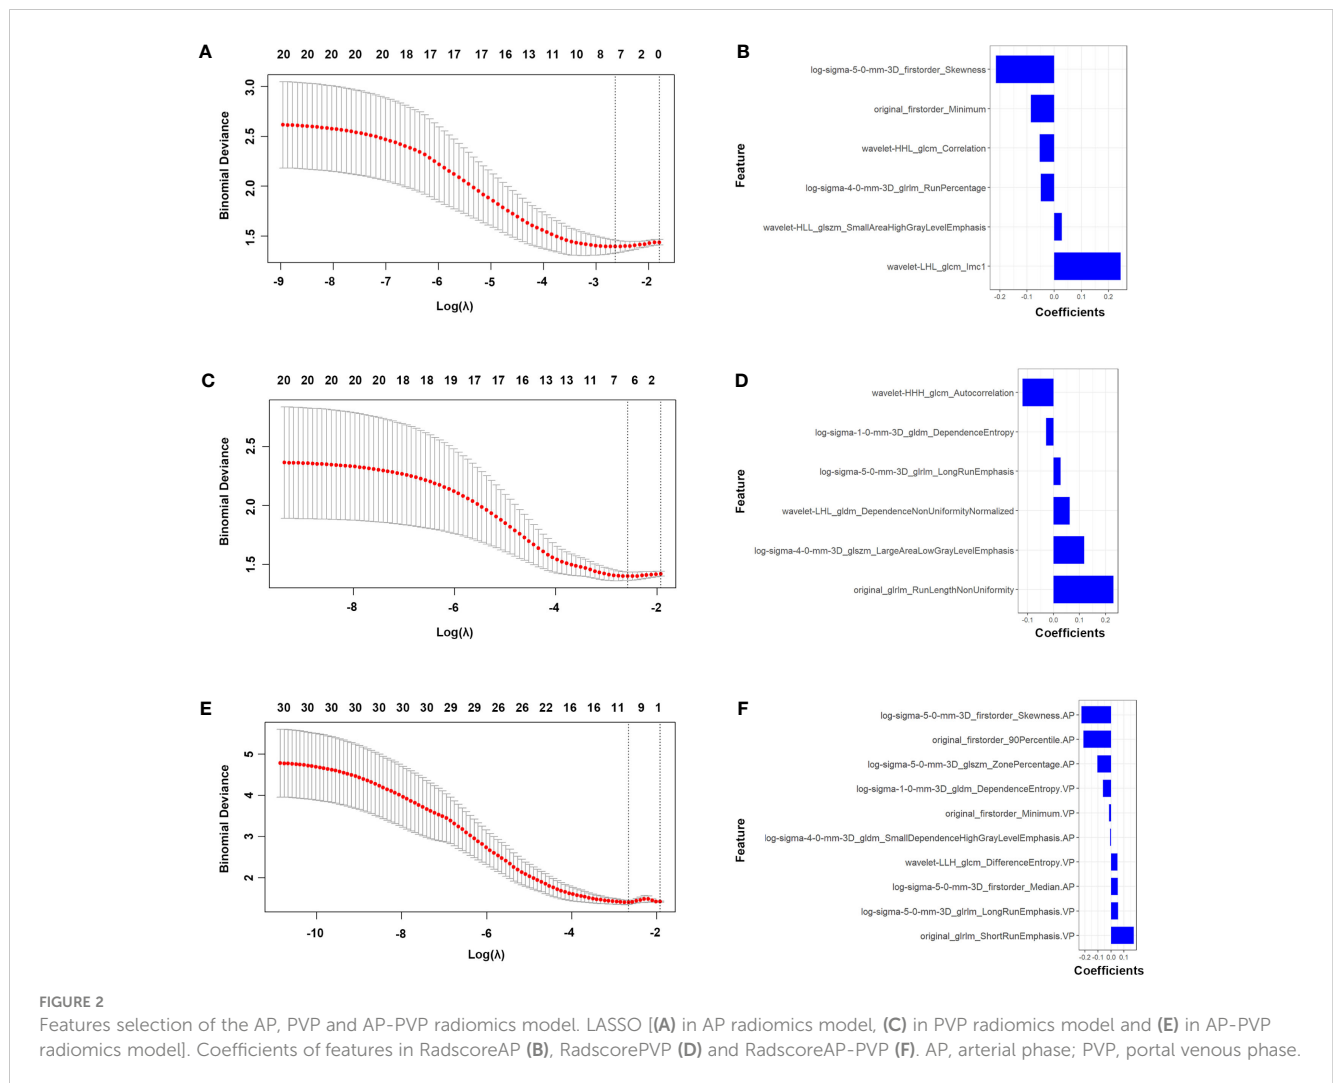 A
20 20 20 20 20 18 17 17 17 16 13 11 10 8 7 2 0
3.0
2.5
2.0
1.5
Binomial Deviance
-9 -8 -7 -6 -5 -4 -3 -2
Log(λ)
B
log-sigma-5-0-mm-3D_firstorder_Skewness
original_firstorder_Minimum
wavelet-HHL_glcm_Correlation
log-sigma-4-0-mm-3D_glrlm_RunPercentage
wavelet-HLL_glszm_SmallAreaHighGrayLevelEmphasis
wavelet-LHL_glcm_Imc1
Feature
-0.2 -0.1 0.0 0.1 0.2
Coefficients
C
20 20 20 20 20 18 18 19 17 17 16 13 13 11 7 6 2
2.5
2.0
1.5
Binomial Deviance
-8 -6 -4 -2
Log(λ)
D
wavelet-HHH_glcm_Autocorrelation
log-sigma-1-0-mm-3D_gldm_DependenceEntropy
log-sigma-5-0-mm-3D_glrlm_LongRunEmphasis
wavelet-LHL_gldm_DependenceNonUniformityNormalized
log-sigma-4-0-mm-3D_glszm_LargeAreaLowGrayLevelEmphasis
original_glrlm_RunLengthNonUniformity
Feature
-0.1 0.0 0.1 0.2
Coefficients
E
30 30 30 30 30 30 30 29 29 26 26 22 16 16 11 9 1
5
4
3
2
Binomial Deviance
-10 -8 -6 -4 -2
Log(λ)
F
log-sigma-5-0-mm-3D_firstorder_Skewness.AP
original_firstorder_90Percentile.AP
log-sigma-5-0-mm-3D_glszm_ZonePercentage.AP
log-sigma-1-0-mm-3D_gldm_DependenceEntropy.VP
original_firstorder_Minimum.VP
log-sigma-4-0-mm-3D_gldm_SmallDependenceHighGrayLevelEmphasis.AP
wavelet-LLH_glcm_DifferenceEntropy.VP
log-sigma-5-0-mm-3D_firstorder_Median.AP
log-sigma-5-0-mm-3D_glrlm_LongRunEmphasis.VP
original_glrlm_ShortRunEmphasis.VP
Feature
-0.2 -0.1 0.0 0.1
Coefficients
FIGURE 2
Features selection of the AP, PVP and AP-PVP radiomics model. LASSO [(A) in AP radiomics model, (C) in PVP radiomics model and (E) in AP-PVP
radiomics model]. Coefficients of features in RadscoreAP (B), RadscorePVP (D) and RadscoreAP-PVP (F). AP, arterial phase; PVP, portal venous phase.